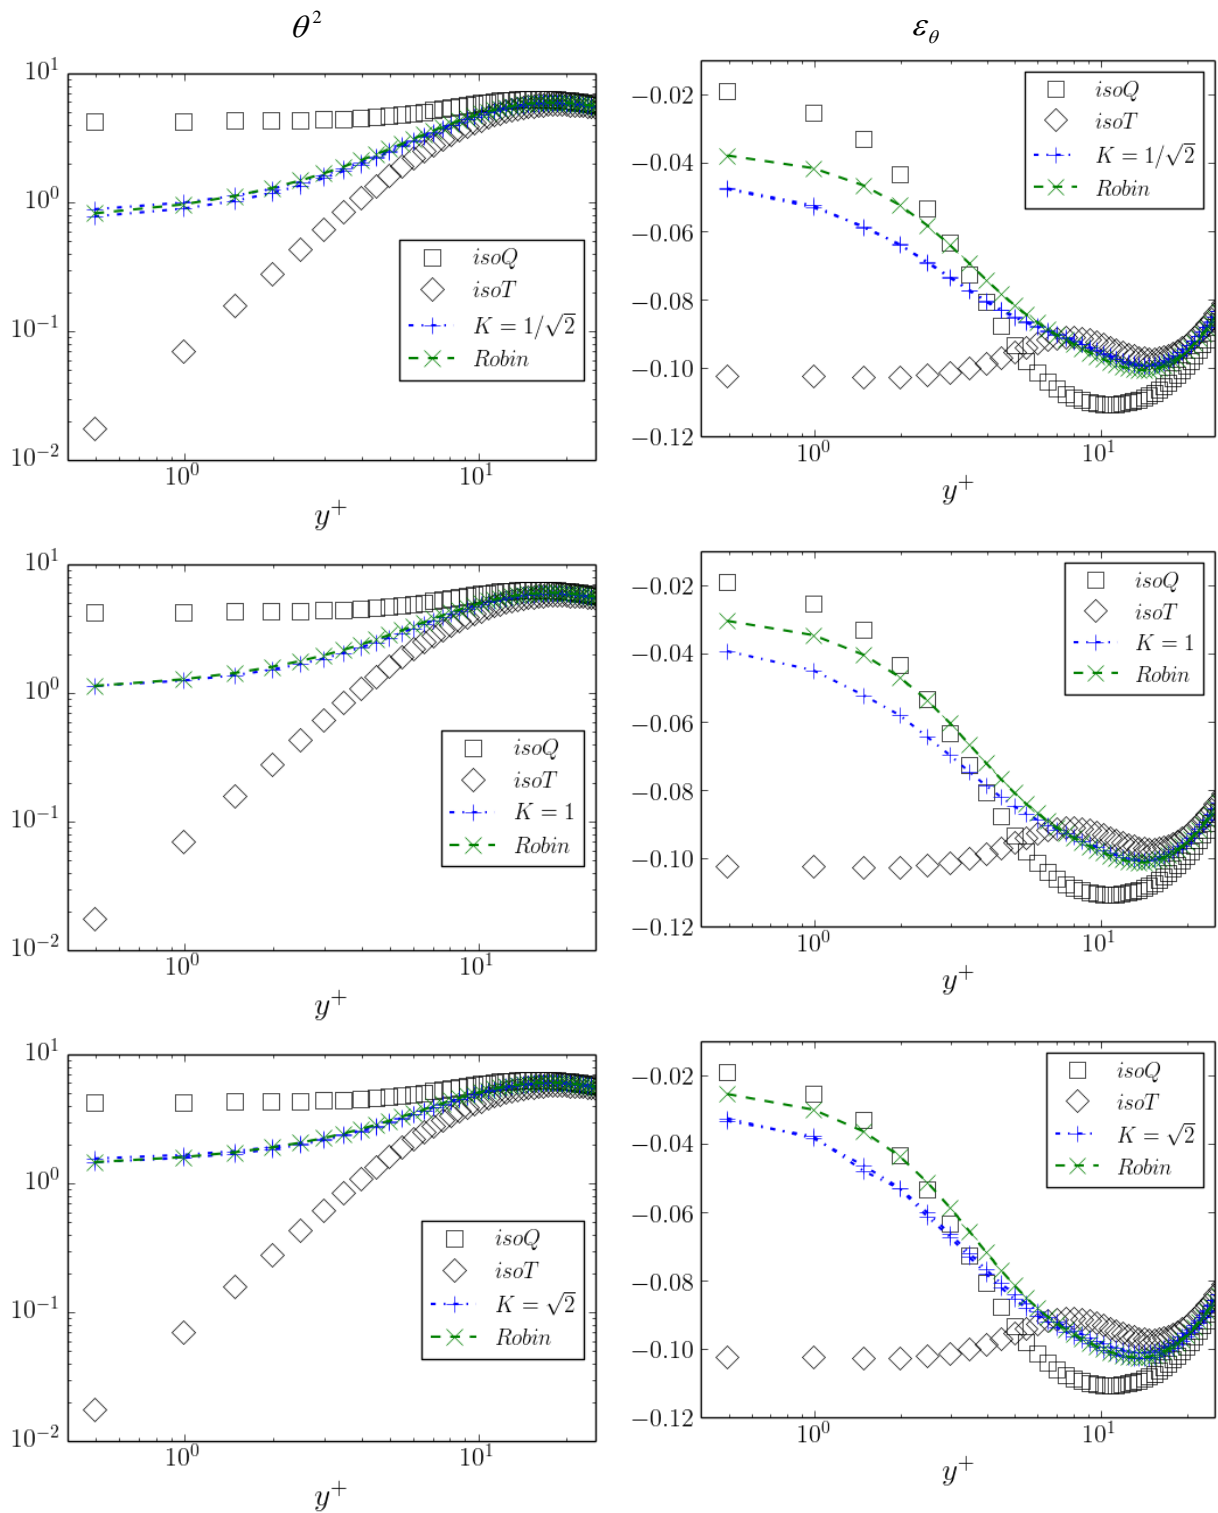 θ² ε_θ
10¹
10⁰
10⁻¹
10⁻²
10⁰ 10¹
y⁺
isoQ
isoT
K = 1/√2
Robin
−0.02
−0.04
−0.06
−0.08
−0.10
−0.12
10⁰ 10¹
y⁺
isoQ
isoT
K = 1/√2
Robin
10¹
10⁰
10⁻¹
10⁻²
10⁰ 10¹
y⁺
isoQ
isoT
K = 1
Robin
−0.02
−0.04
−0.06
−0.08
−0.10
−0.12
10⁰ 10¹
y⁺
isoQ
isoT
K = 1
Robin
10¹
10⁰
10⁻¹
10⁻²
10⁰ 10¹
y⁺
isoQ
isoT
K = √2
Robin
−0.02
−0.04
−0.06
−0.08
−0.10
−0.12
10⁰ 10¹
y⁺
isoQ
isoT
K = √2
Robin